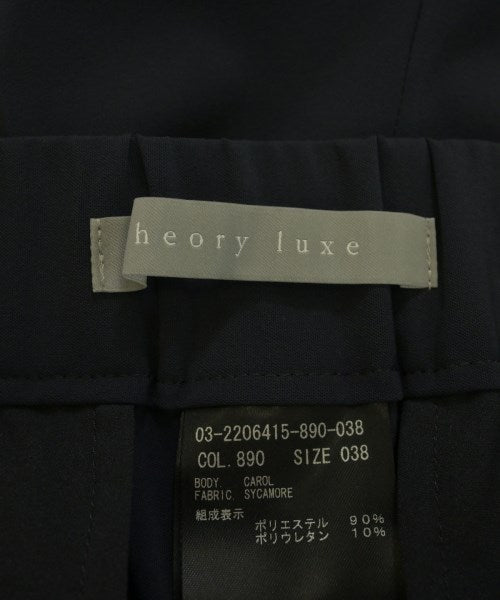 heory luxe
03-2206415-890-038
COL. 890 SIZE 038
BODY. CAROL
FABRIC. SYCAMORE
組成表示
ポリエステル 90%
ポリウレタン 10%